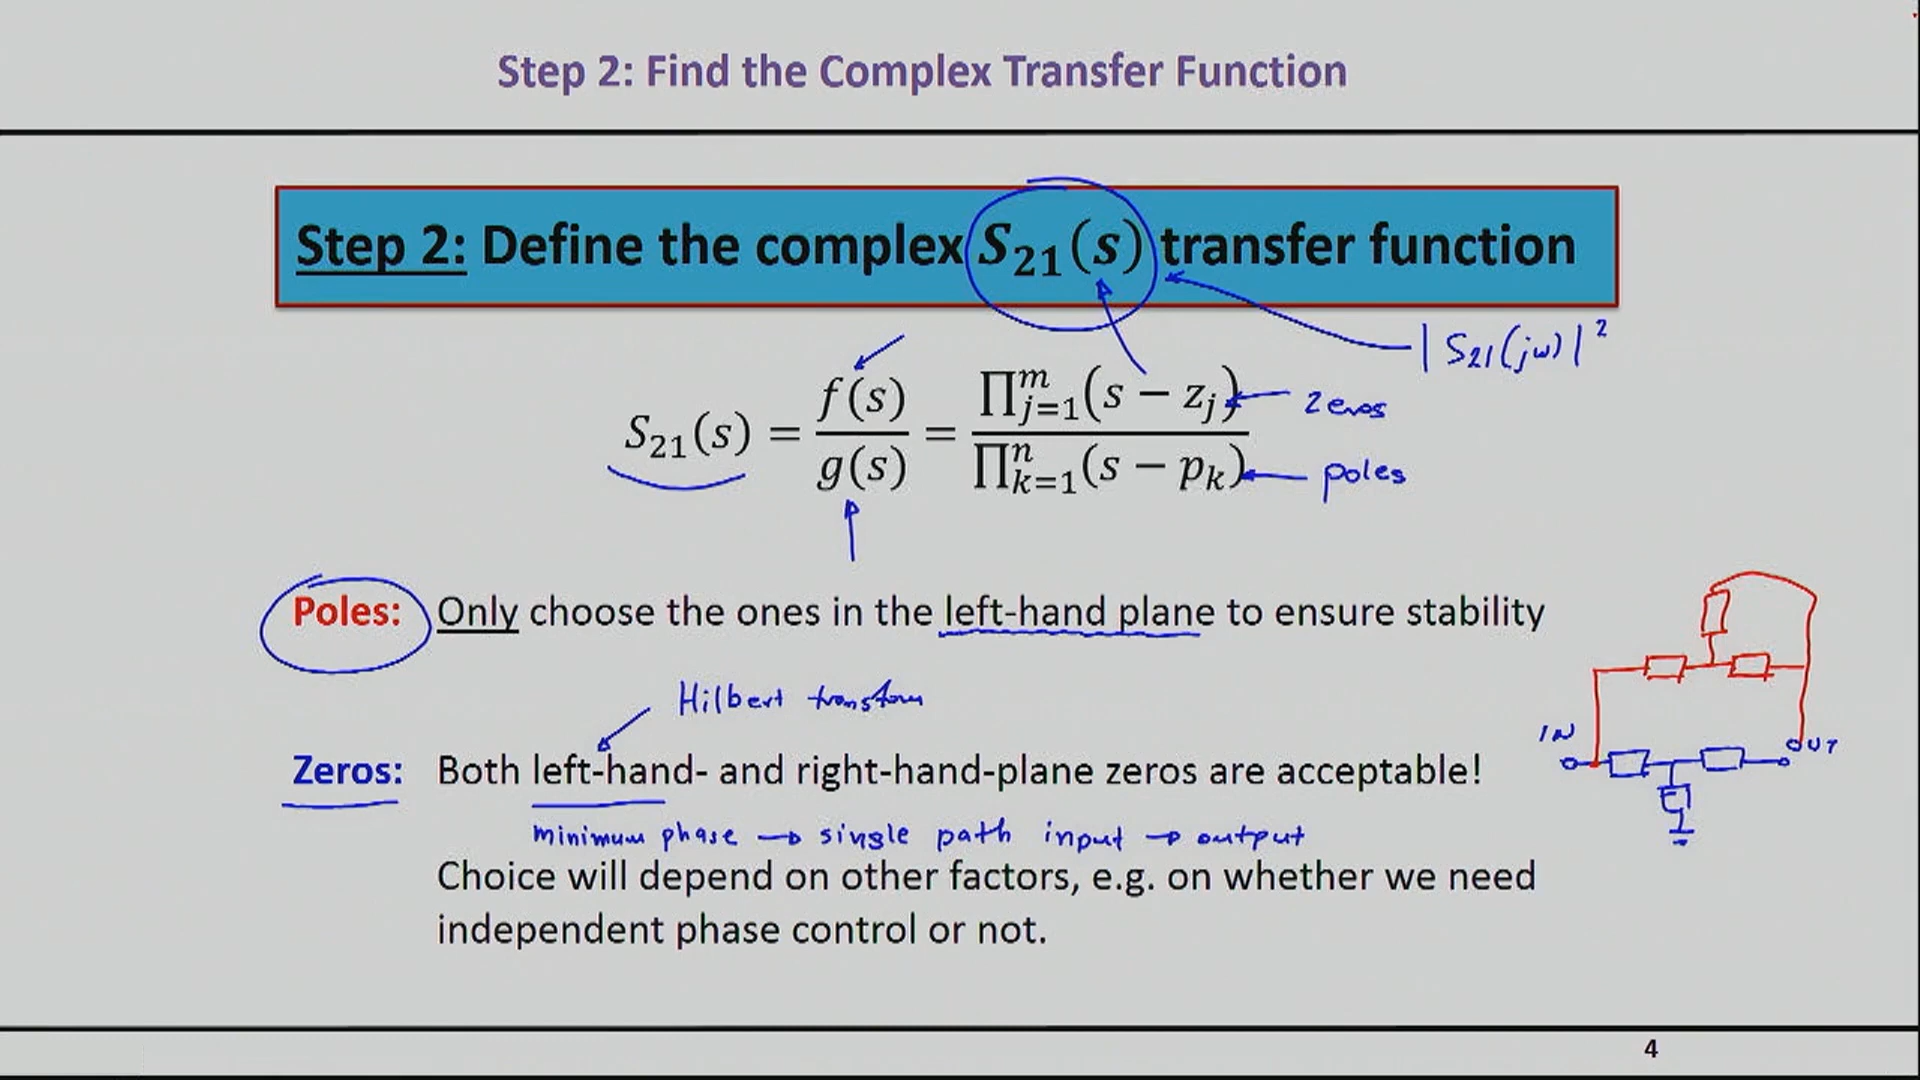 Step 2: Find the Complex Transfer Function
Step 2: Define the complex S₂₁(s) transfer function
|S₂₁(jω)|²
S₂₁(s) = f(s)/g(s) = ∏ᵐⱼ₌₁(s − zⱼ) / ∏ⁿₖ₌₁(s − pₖ)
Zeros
poles
Poles: Only choose the ones in the left-hand plane to ensure stability
Hilbert transform
IN
OUT
Zeros: Both left-hand- and right-hand-plane zeros are acceptable!
minimum phase → single path input → output
Choice will depend on other factors, e.g. on whether we need
independent phase control or not.
4